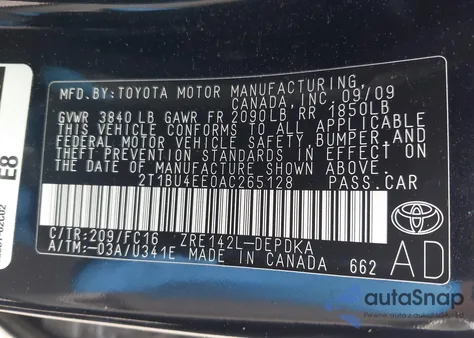 MFD.BY:TOYOTA MOTOR MANUFACTURING
CANADA, INC. 09/09
GVWR 3840 LB GAWR FR 2090LB RR 1850LB
THIS VEHICLE CONFORMS TO ALL APPLICABLE
FEDERAL MOTOR VEHICLE SAFETY, BUMPER, AND
THEFT PREVENTION STANDARDS IN EFFECT ON
THE DATE OF MANUFACTURE SHOWN ABOVE.
2T1BU4EE0AC265128 PASS.CAR
C/TR:209/FC16 ZRE142L-DEPDKA
A/TM:-03A/U341E MADE IN CANADA 662
TOYOTA
AD
E8
autoSnap